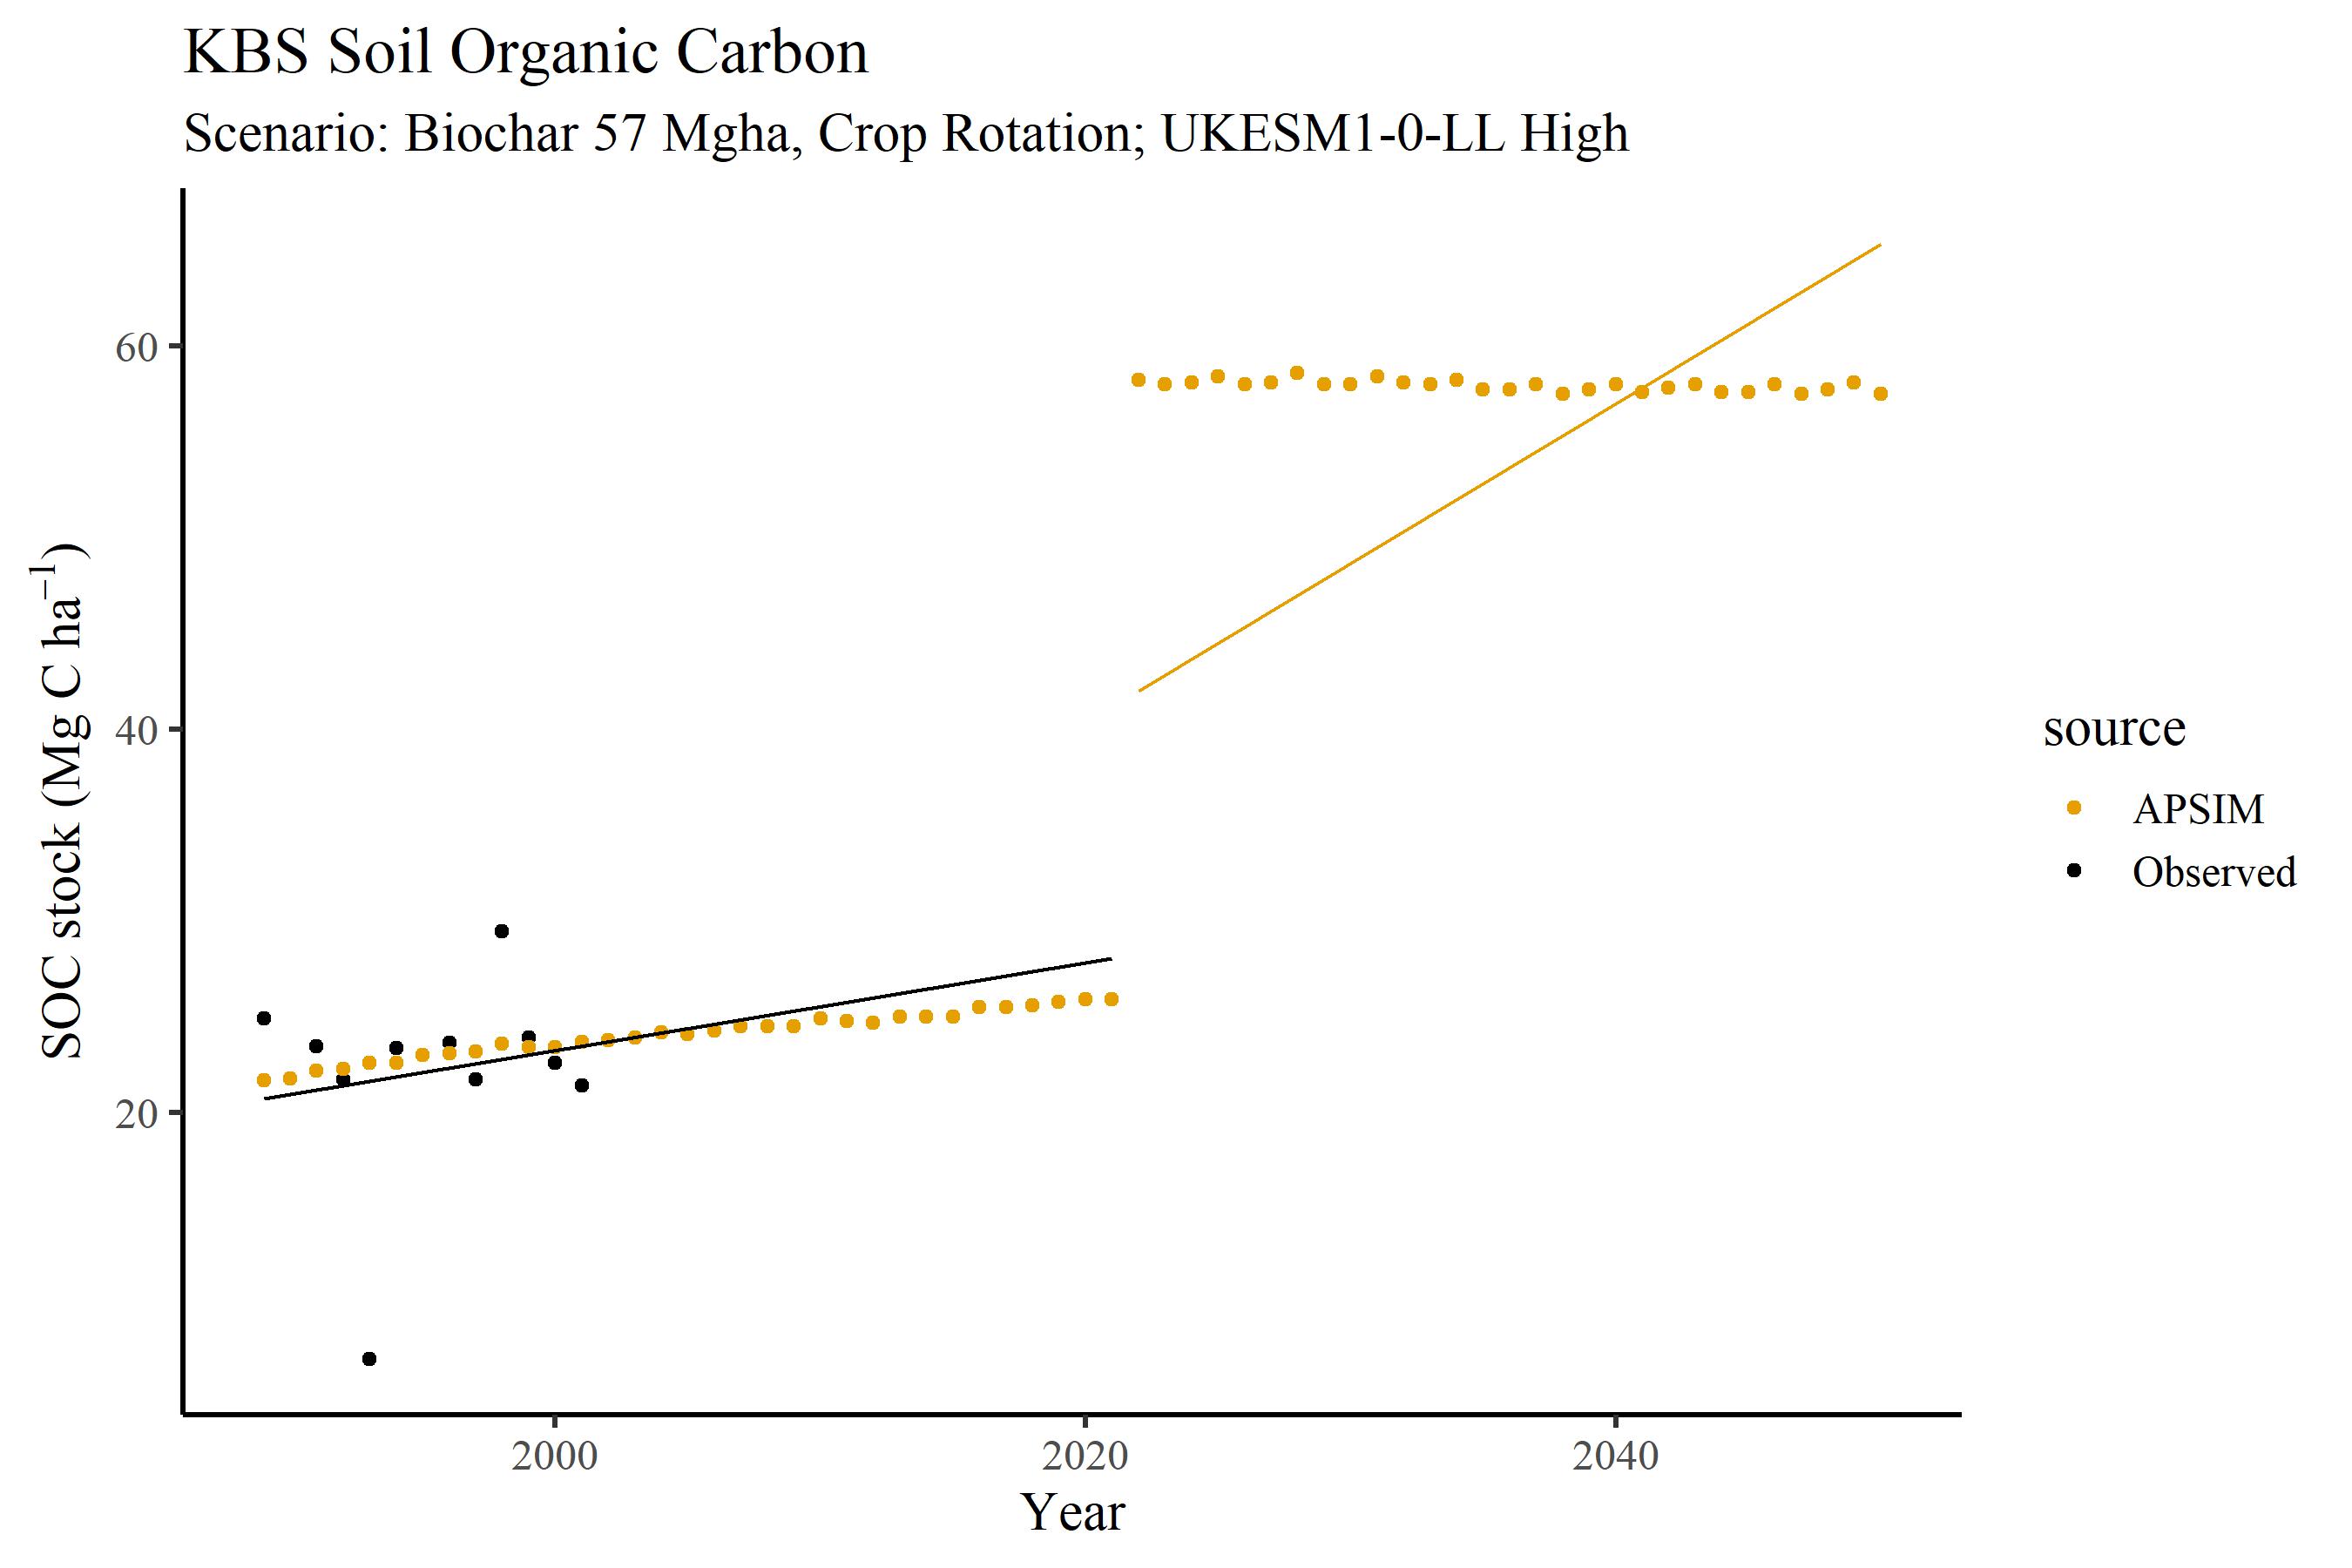 KBS Soil Organic Carbon
Scenario: Biochar 57 Mgha, Crop Rotation; UKESM1-0-LL High
SOC stock (Mg C ha⁻¹)
60
40
20
2000 2020 2040
Year
source
APSIM
Observed